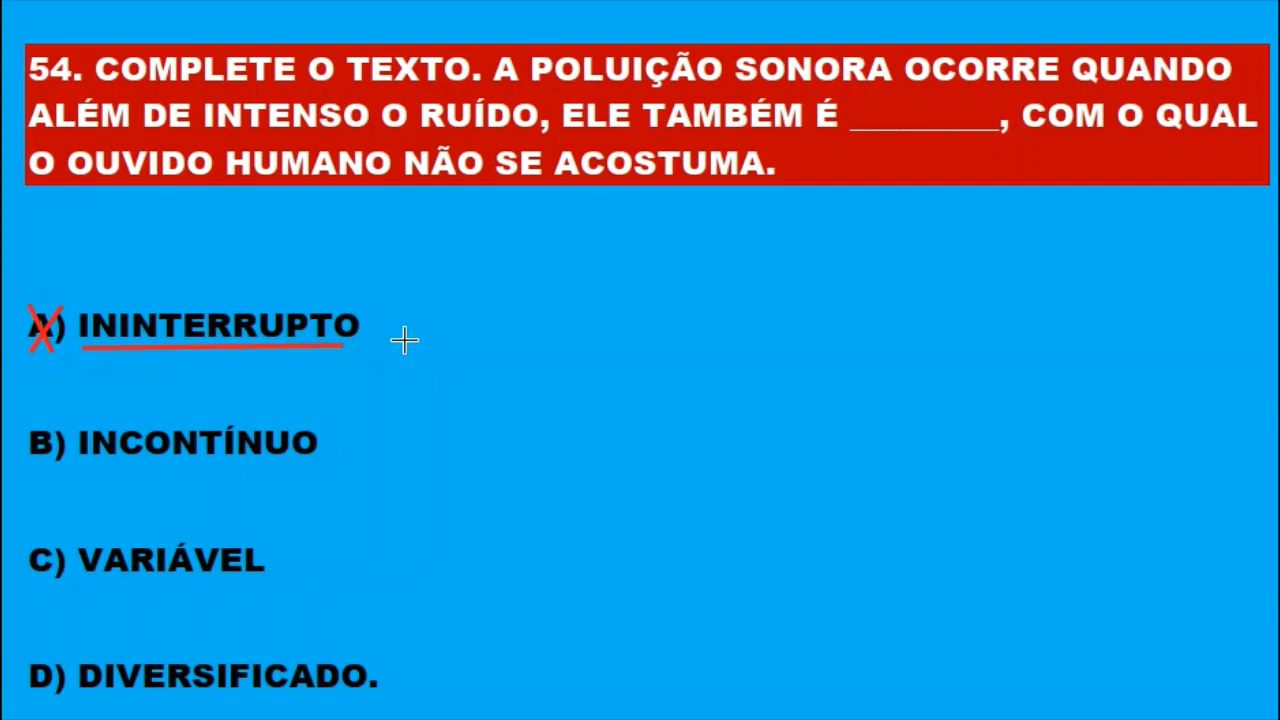 54. COMPLETE O TEXTO. A POLUIÇÃO SONORA OCORRE QUANDO
ALÉM DE INTENSO O RUÍDO, ELE TAMBÉM É _________, COM O QUAL
O OUVIDO HUMANO NÃO SE ACOSTUMA.
A) ININTERRUPTO
B) INCONTÍNUO
C) VARIÁVEL
D) DIVERSIFICADO.